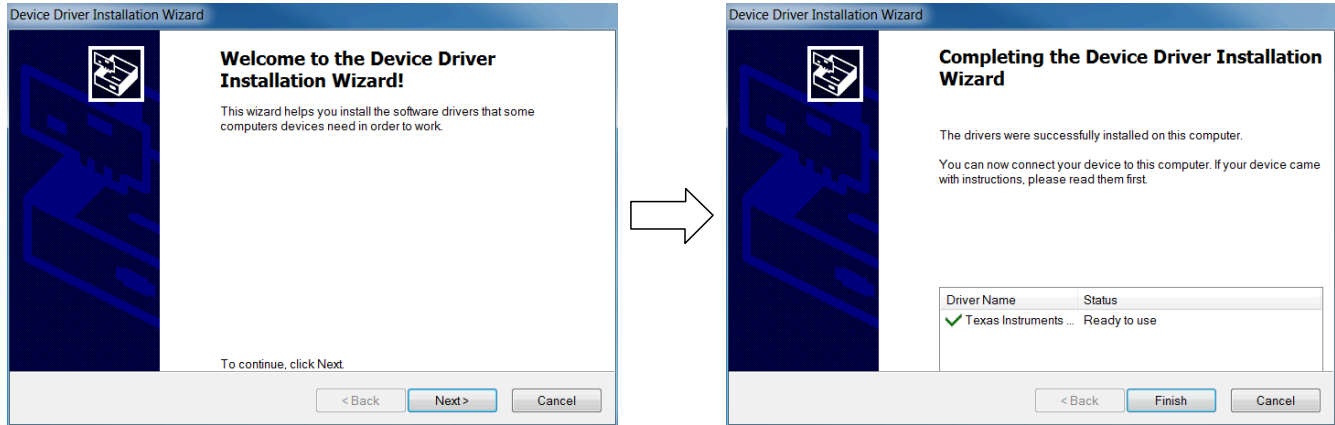 Device Driver Installation Wizard
Welcome to the Device Driver
Installation Wizard!
This wizard helps you install the software drivers that some
computers devices need in order to work.
To continue, click Next.
< Back
Next >
Cancel
Device Driver Installation Wizard
Completing the Device Driver Installation
Wizard
The drivers were successfully installed on this computer.
You can now connect your device to this computer. If your device came
with instructions, please read them first.
Driver Name Status
Texas Instruments ... Ready to use
< Back
Finish
Cancel